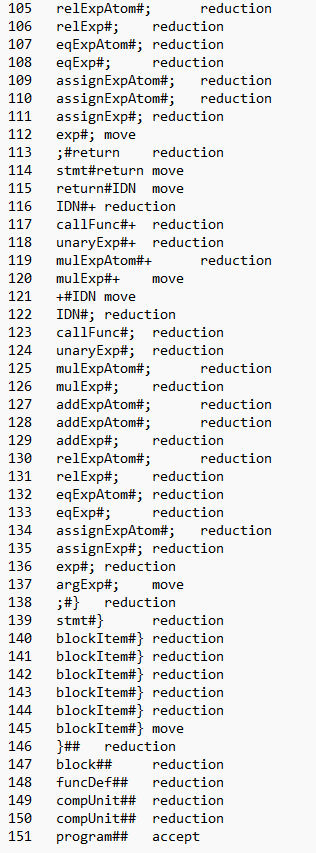 105 relExpAtom#; reduction
106 relExp#; reduction
107 eqExpAtom#; reduction
108 eqExp#; reduction
109 assignExpAtom#; reduction
110 assignExpAtom#; reduction
111 assignExp#; reduction
112 exp#; move
113 ;#return reduction
114 stmt#return move
115 return#IDN move
116 IDN#+ reduction
117 callFunc#+ reduction
118 unaryExp#+ reduction
119 mulExpAtom#+ reduction
120 mulExp#+ move
121 +#IDN move
122 IDN#; reduction
123 callFunc#; reduction
124 unaryExp#; reduction
125 mulExpAtom#; reduction
126 mulExp#; reduction
127 addExpAtom#; reduction
128 addExpAtom#; reduction
129 addExp#; reduction
130 relExpAtom#; reduction
131 relExp#; reduction
132 eqExpAtom#; reduction
133 eqExp#; reduction
134 assignExpAtom#; reduction
135 assignExp#; reduction
136 exp#; reduction
137 argExp#; move
138 ;#} reduction
139 stmt#} reduction
140 blockItem#} reduction
141 blockItem#} reduction
142 blockItem#} reduction
143 blockItem#} reduction
144 blockItem#} reduction
145 blockItem#} move
146 }## reduction
147 block## reduction
148 funcDef## reduction
149 compUnit## reduction
150 compUnit## reduction
151 program## accept